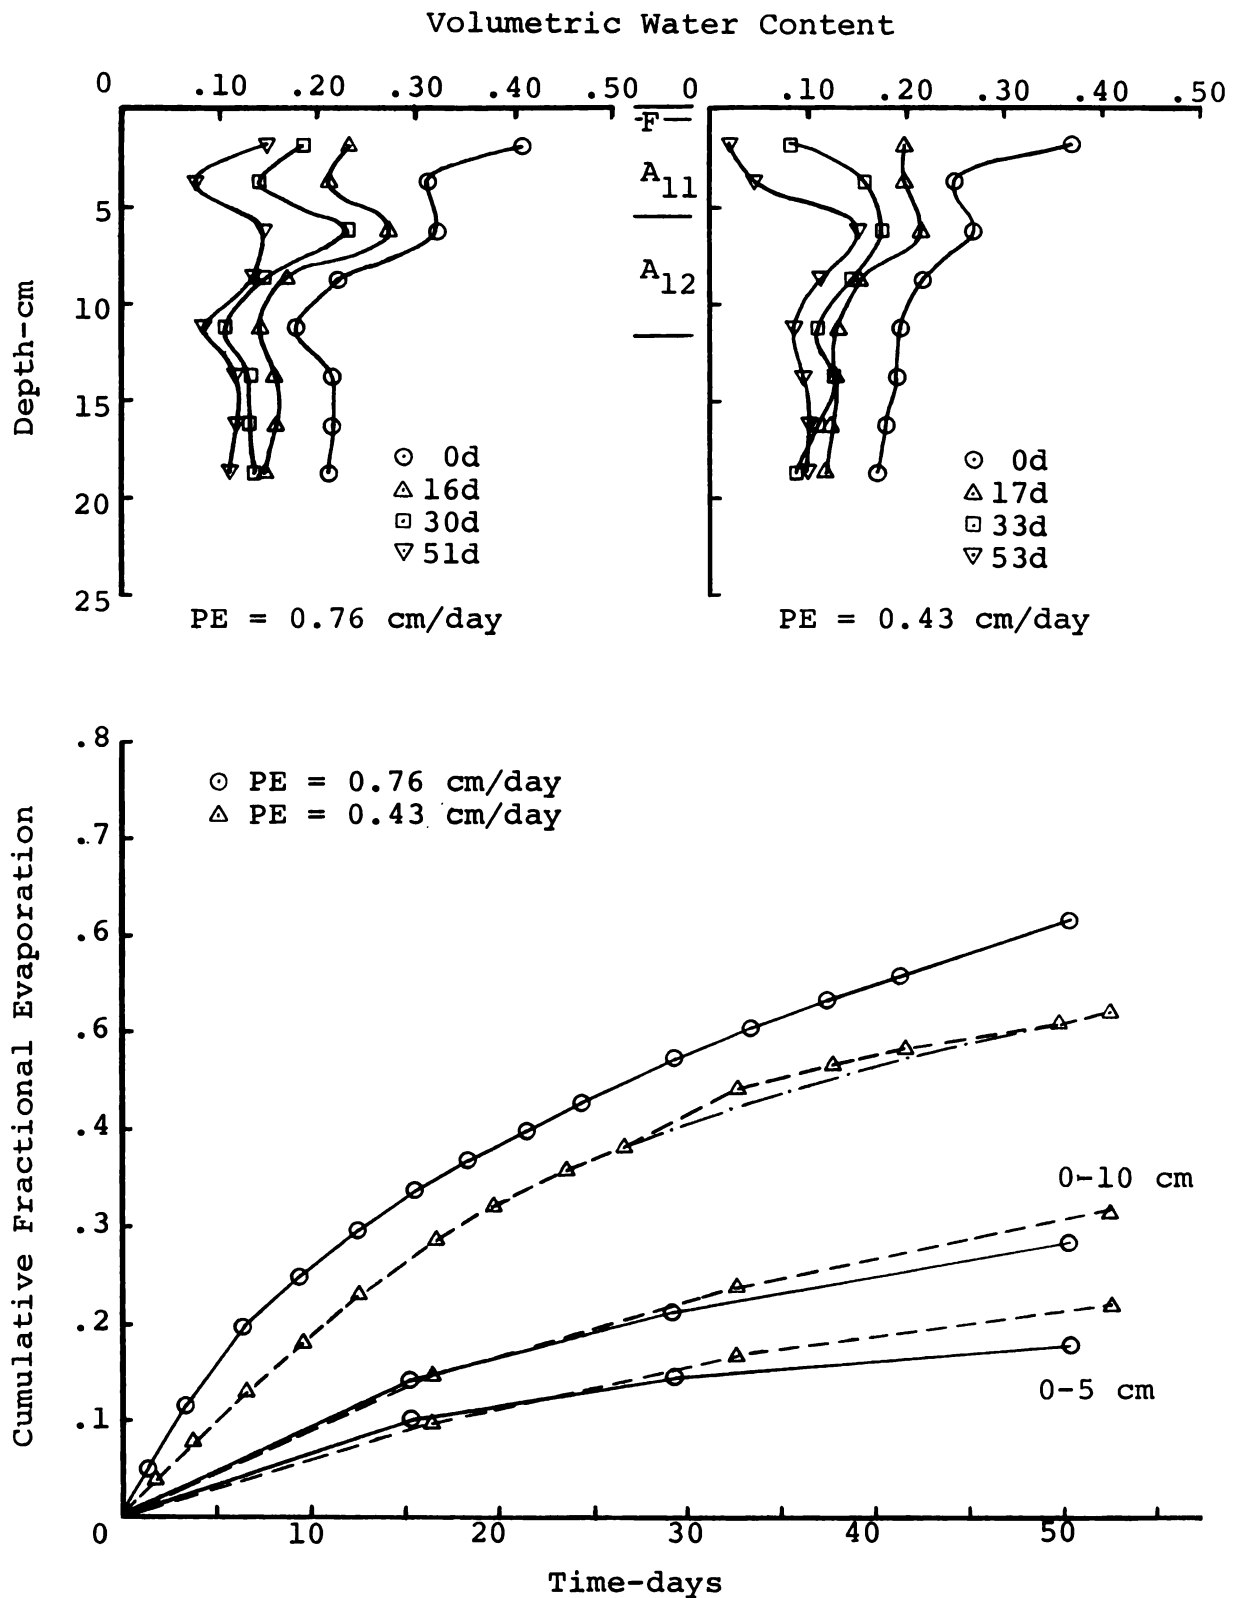 Volumetric Water Content
0 .10 .20 .30 .40 .50
0 .10 .20 .30 .40 .50
F
A11
A12
5
10
15
20
25
Depth-cm
0d
16d
30d
51d
0d
17d
33d
53d
PE = 0.76 cm/day
PE = 0.43 cm/day
.8
.7
.6
.6
.4
.3
.2
.1
0
Cumulative Fractional Evaporation
PE = 0.76 cm/day
PE = 0.43 cm/day
0-10 cm
0-5 cm
10 20 30 40 50
Time-days